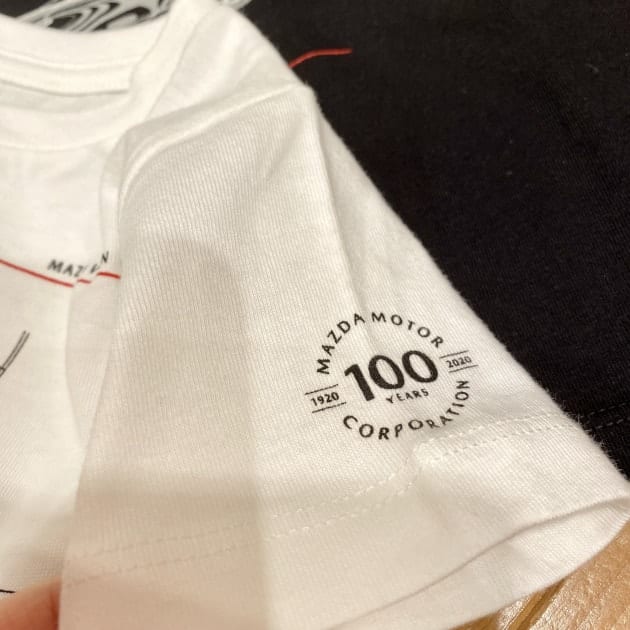 MAZDA MOTOR
1920 100 2020
YEARS
CORPORATION